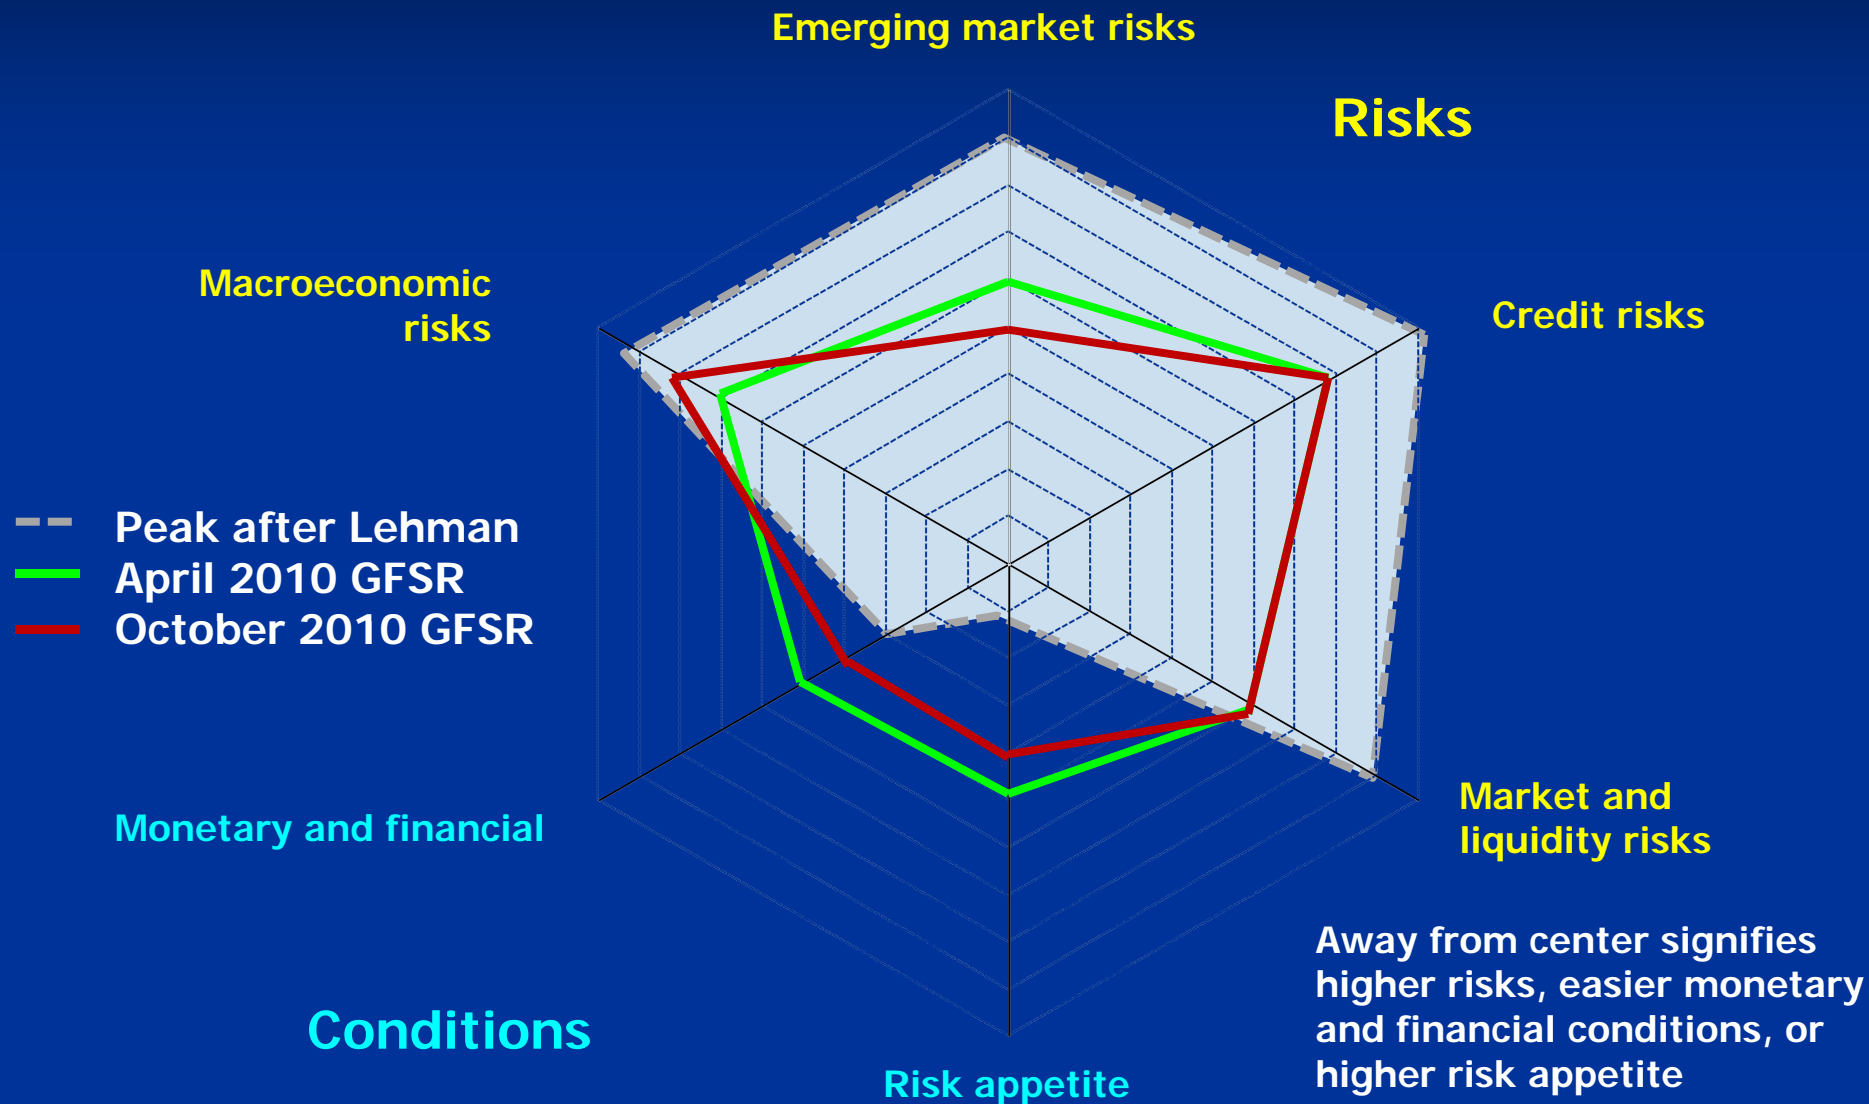 Emerging market risks
Risks
Macroeconomic
risks
Credit risks
Peak after Lehman
April 2010 GFSR
October 2010 GFSR
Market and
liquidity risks
Monetary and financial
Away from center signifies
higher risks, easier monetary
and financial conditions, or
higher risk appetite
Conditions
Risk appetite